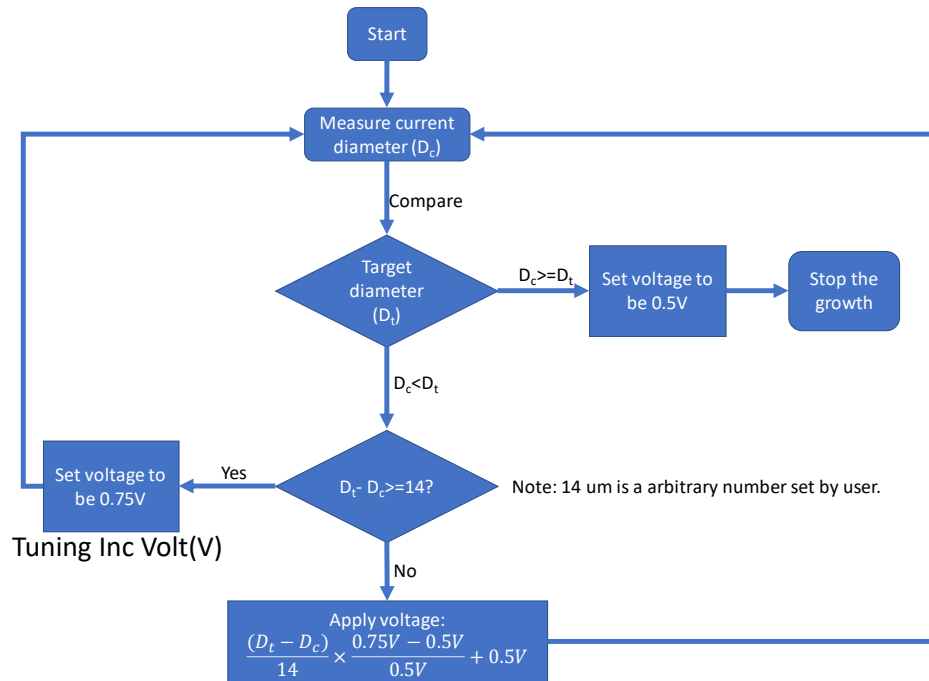 Start
Measure current
diameter (Dc)
Compare
Target
diameter
(Dt)
Dc>=Dt
Set voltage to
be 0.5V
Stop the
growth
Dc<Dt
Set voltage to
be 0.75V
Yes
Dt- Dc>=14?
Note: 14 um is a arbitrary number set by user.
Tuning Inc Volt(V)
No
Apply voltage:
(Dt − Dc)/14 × (0.75V − 0.5V)/0.5V + 0.5V